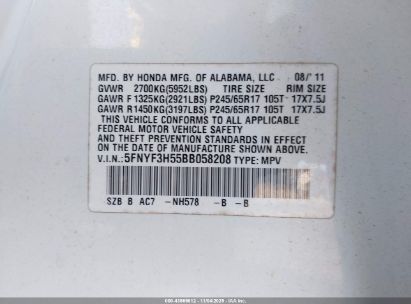 MFD. BY HONDA MFG. OF ALABAMA, LLC 08/'11
GVWR 2700KG(5952LBS) TIRE SIZE RIM SIZE
GAWR F 1325KG(2921LBS) P245/65R17 105T 17X7.5J
GAWR R 1450KG(3197LBS) P245/65R17 105T 17X7.5J
THIS VEHICLE CONFORMS TO ALL APPLICABLE
FEDERAL MOTOR VEHICLE SAFETY AND
THEFT PREVENTION STANDARDS IN EFFECT ON THE
DATE OF MANUFACTURE SHOWN ABOVE.
V.I.N.: 5FNYF3H55BB058208 TYPE: MPV
SZB B AC7 -NH578 -B -B